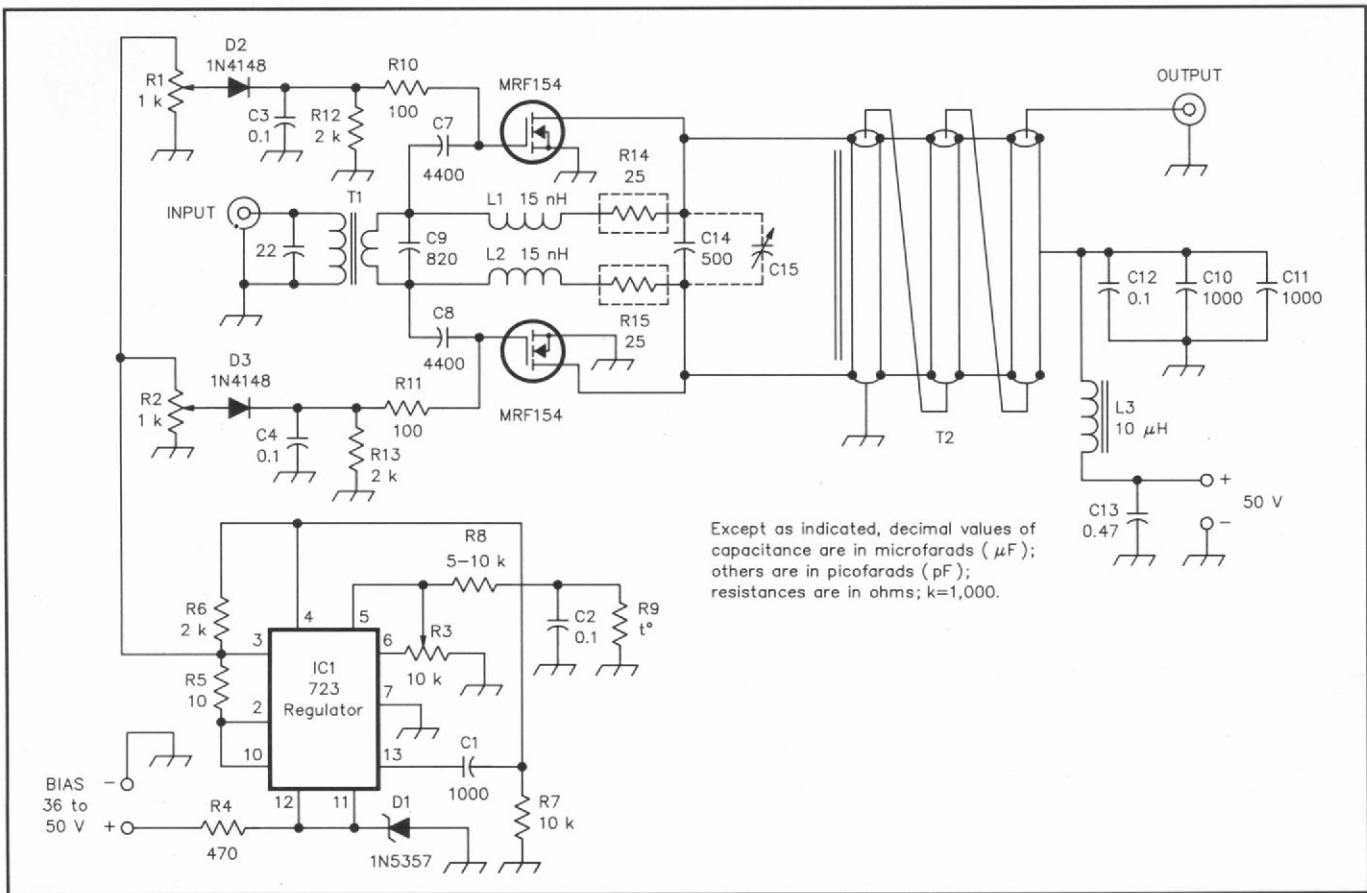 D2
1N4148
R1
1 k
C3
0.1
R12
2 k
R10
100
MRF154
C7
4400
T1
INPUT
22
C9
820
L1 15 nH
L2 15 nH
R14
25
R15
25
C14
500
C15
C8
4400
MRF154
D3
1N4148
R2
1 k
C4
0.1
R13
2 k
R11
100
OUTPUT
T2
C12
0.1
C10
1000
C11
1000
L3
10 μH
C13
0.47
+
50 V
-
Except as indicated, decimal values of
capacitance are in microfarads ( μF);
others are in picofarads ( pF);
resistances are in ohms; k=1,000.
R6
2 k
R5
10
4
5
3
6
2
7
10
13
12
11
IC1
723
Regulator
R8
5-10 k
R3
10 k
C2
0.1
R9
t°
C1
1000
R7
10 k
BIAS
36 to
50 V
-
+
R4
470
D1
1N5357